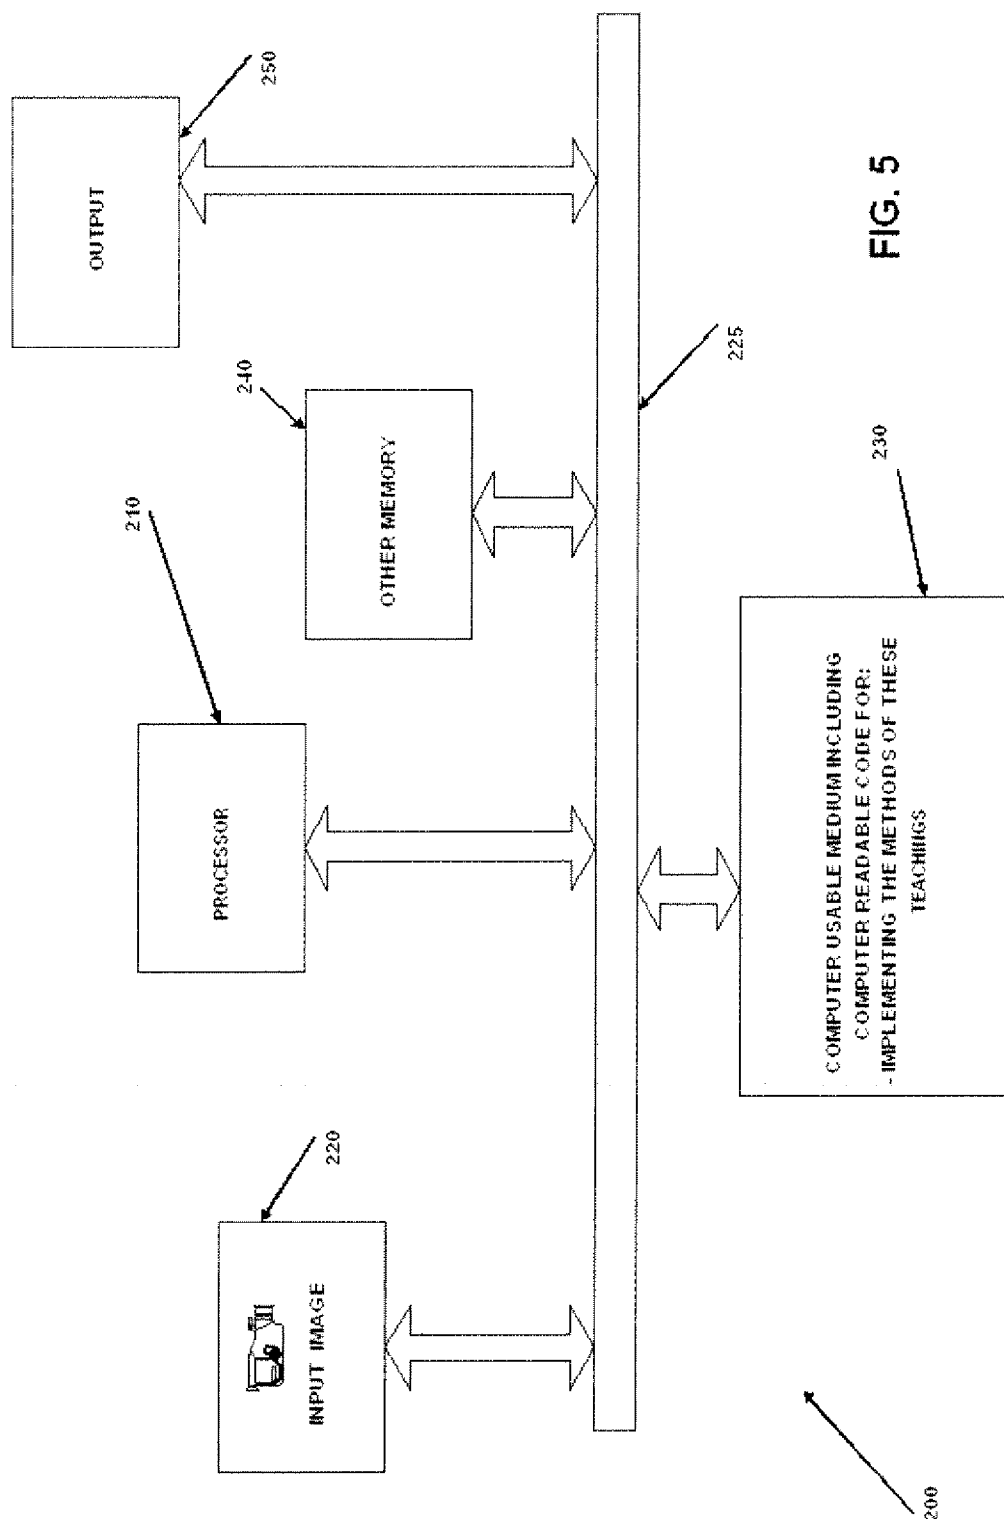 220
INPUT IMAGE
210
PROCESSOR
240
OTHER MEMORY
250
OUTPUT
225
230
COMPUTER USABLE MEDIUM INCLUDING
COMPUTER READABLE CODE FOR:
- IMPLEMENTING THE METHODS OF THESE
TEACHINGS
200
FIG. 5